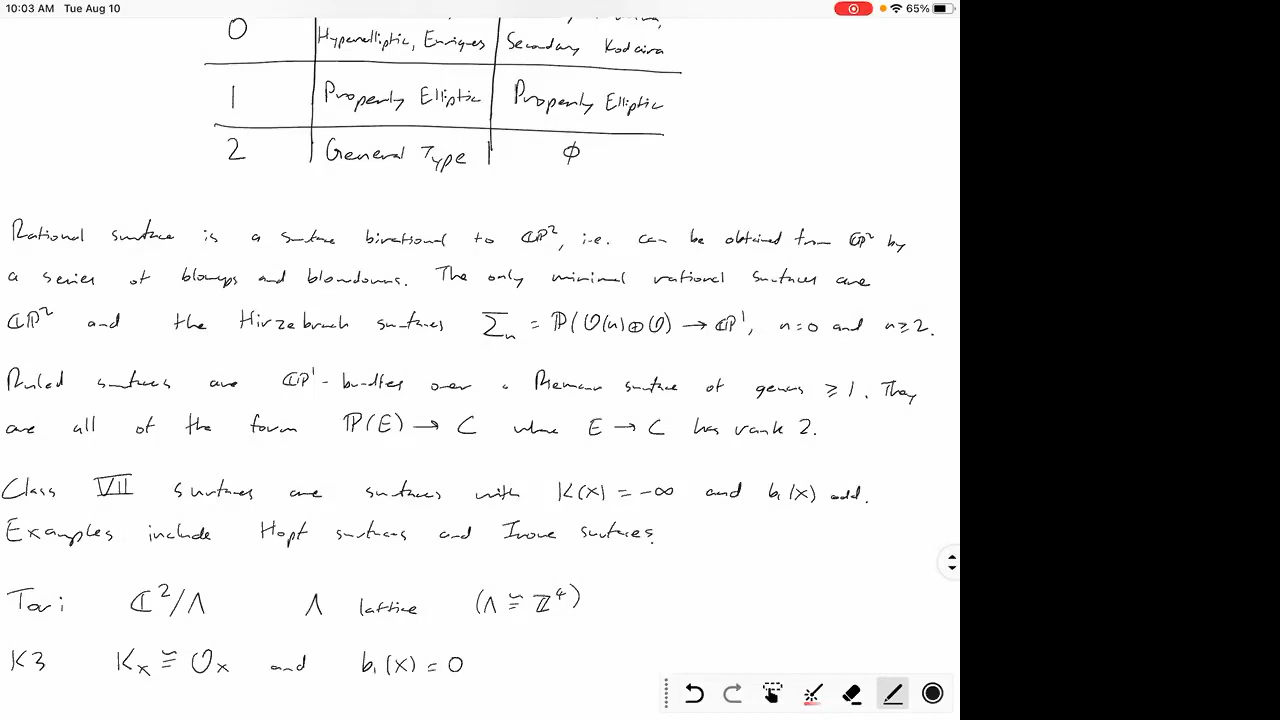 10:03 AM Tue Aug 10 65%
0 Hyperelliptic, Enriques Secondary Kodaira
1 Properly Elliptic Properly Elliptic
2 General Type ∅
Rational surface is a surface birational to ℂℙ², i.e. can be obtained from ℂℙ² by
a series of blowups and blowdowns. The only minimal rational surfaces are
ℂℙ² and the Hirzebruch surfaces Σₙ = ℙ(O(n)⊕O) → ℂℙ¹, n=0 and n≥2.
Ruled surfaces are ℂℙ¹-bundles over a Riemann surface of genus ≥ 1. They
are all of the form ℙ(E) → C where E → C has rank 2.
Class VII surfaces are surfaces with K(X) = -∞ and b₁(X) odd.
Examples include Hopf surfaces and Inoue surfaces.
Tori ℂ²/Λ Λ lattice (Λ ≅ ℤ⁴)
K3 K_X ≅ O_X and b₁(X) = 0